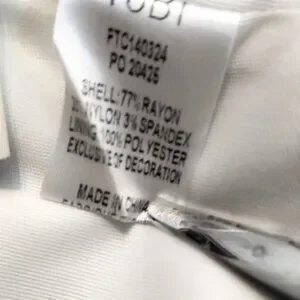 FTC140324
PO 20425
SHELL: 77% RAYON
NYLON 3% SPANDEX
LINING 100% POLYESTER
EXCLUSIVE OF DECORATION
MADE IN CHINA